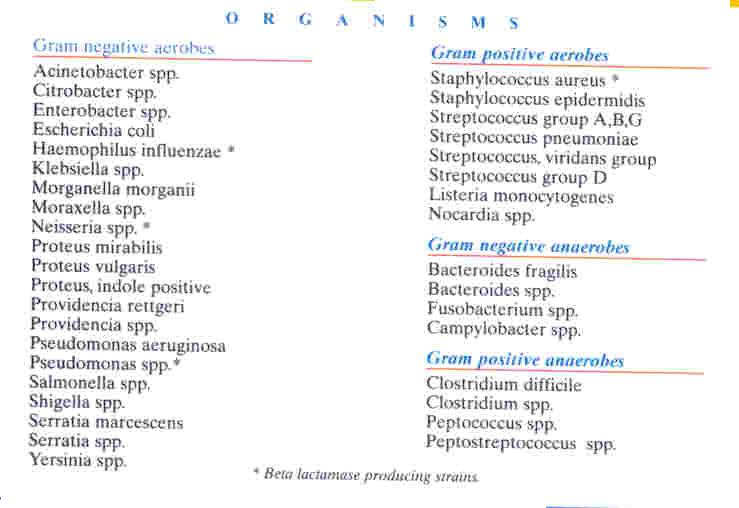 ORGANISMS
Gram negative aerobes
Acinetobacter spp.
Citrobacter spp.
Enterobacter spp.
Escherichia coli
Haemophilus influenzae *
Klebsiella spp.
Morganella morganii
Moraxella spp.
Neisseria spp. *
Proteus mirabilis
Proteus vulgaris
Proteus, indole positive
Providencia rettgeri
Providencia spp.
Pseudomonas aeruginosa
Pseudomonas spp.*
Salmonella spp.
Shigella spp.
Serratia marcescens
Serratia spp.
Yersinia spp.
Gram positive aerobes
Staphylococcus aureus *
Staphylococcus epidermidis
Streptococcus group A,B,G
Streptococcus pneumoniae
Streptococcus, viridans group
Streptococcus group D
Listeria monocytogenes
Nocardia spp.
Gram negative anaerobes
Bacteroides fragilis
Bacteroides spp.
Fusobacterium spp.
Campylobacter spp.
Gram positive anaerobes
Clostridium difficile
Clostridium spp.
Peptococcus spp.
Peptostreptococcus spp.
* Beta lactamase producing strains.